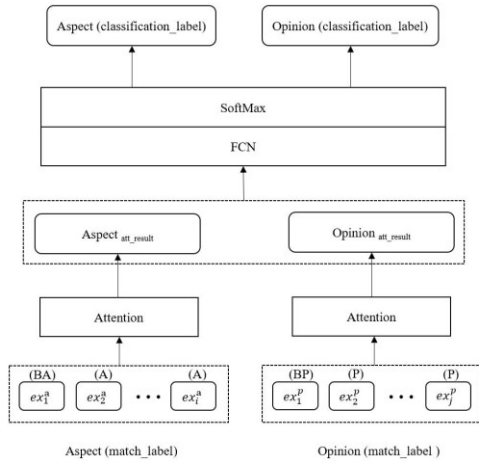 Aspect (classification_label) Opinion (classification_label)
SoftMax
FCN
Aspect att_result Opinion att_result
Attention Attention
(BA) (A) (A) (BP) (P) (P)
ex₁ᵃ ex₂ᵃ • • • exᵢᵃ ex₁ᵖ ex₂ᵖ • • • exⱼᵖ
Aspect (match_label) Opinion (match_label )